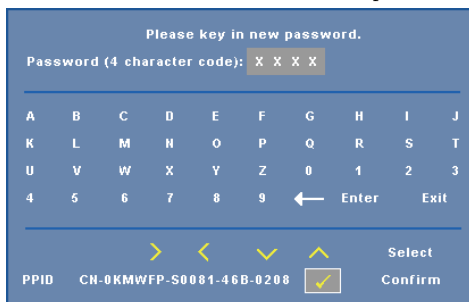 Please key in new password.
Password (4 character code): X X X X
A B C D E F G H I J
K L M N O P Q R S T
U V W X Y Z 0 1 2 3
4 5 6 7 8 9 ← Enter Exit
> < ∨ ∧ Select
PPID CN-0KMWFP-S0081-46B-0208 ✓ Confirm